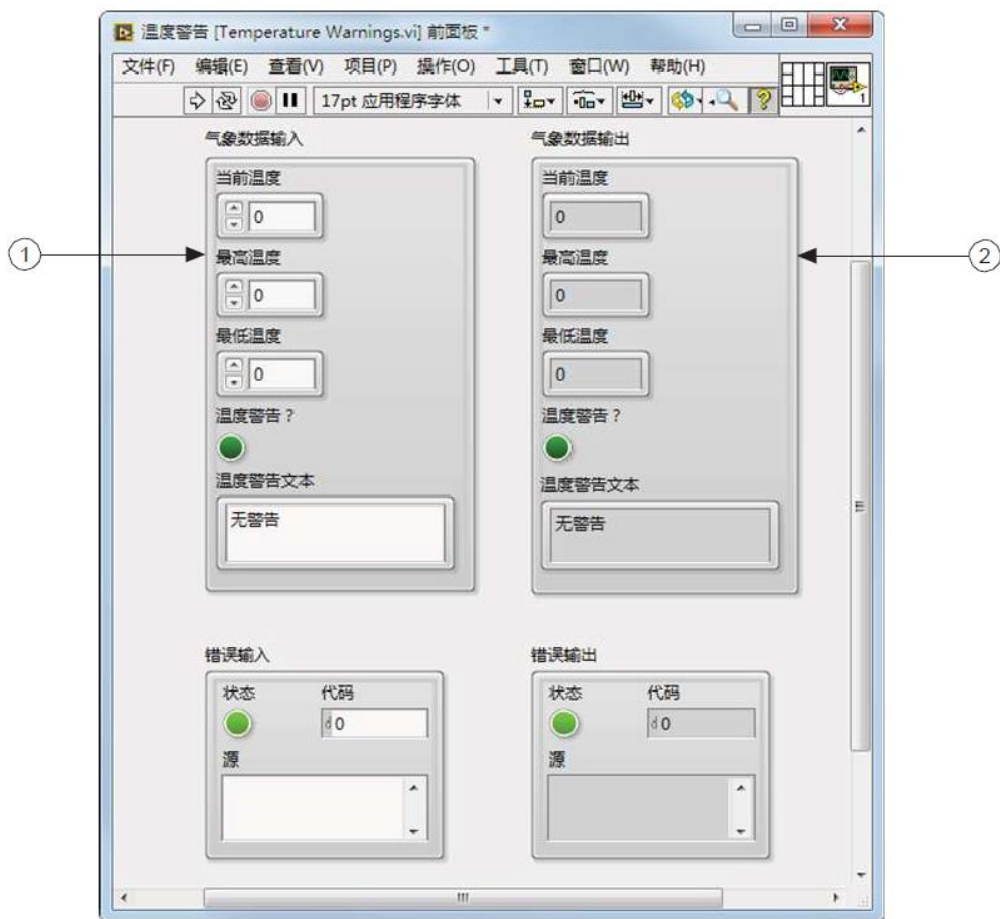 温度警告 [Temperature Warnings.vi] 前面板 *
文件(F) 编辑(E) 查看(V) 项目(P) 操作(O) 工具(T) 窗口(W) 帮助(H)
17pt 应用程序字体
1
气象数据输入
当前温度
0
最高温度
0
最低温度
0
温度警告？
温度警告文本
无警告
气象数据输出
当前温度
0
最高温度
0
最低温度
0
温度警告？
温度警告文本
无警告
1
2
错误输入
状态 代码
d 0
源
错误输出
状态 代码
d 0
源